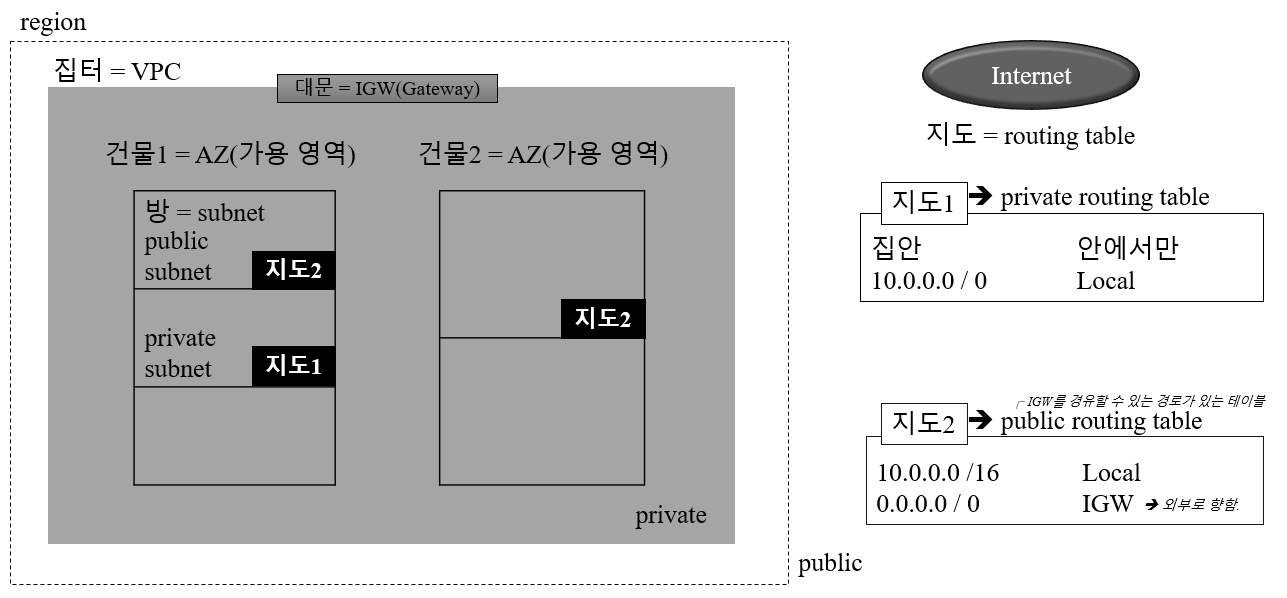 region
집터 = VPC
대문 = IGW(Gateway)
건물1 = AZ(가용 영역)
건물2 = AZ(가용 영역)
방 = subnet
public
subnet
지도2
private
subnet
지도1
지도2
private
public
Internet
지도 = routing table
지도1 → private routing table
집안 안에서만
10.0.0.0 / 0 Local
┌ IGW를 경유할 수 있는 경로가 있는 테이블
지도2 → public routing table
10.0.0.0 /16 Local
0.0.0.0 / 0 IGW → 외부로 향함.